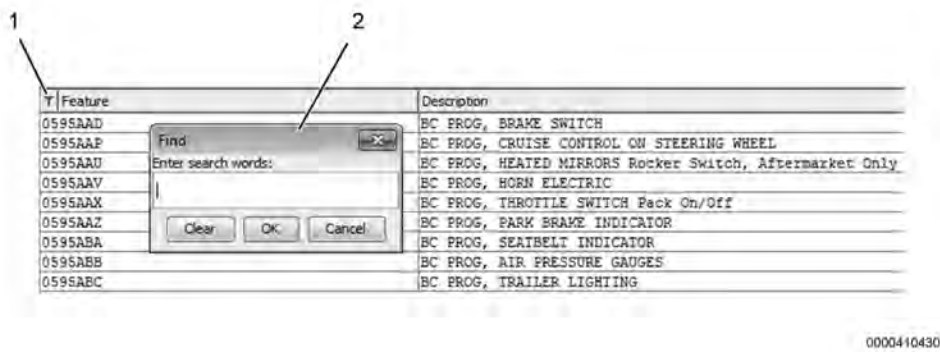 1 2
T Feature Description
0595AAD BC PROG, BRAKE SWITCH
Find
0595AAP BC PROG, CRUISE CONTROL ON STEERING WHEEL
Enter search words:
0595AAU BC PROG, HEATED MIRRORS Rocker Switch, Aftermarket Only
0595AAV BC PROG, HORN ELECTRIC
0595AAX BC PROG, THROTTLE SWITCH Pack On/Off
0595AAZ Clear OK Cancel BC PROG, PARK BRAKE INDICATOR
0595ABA BC PROG, SEATBELT INDICATOR
0595ABB BC PROG, AIR PRESSURE GAUGES
0595ABC BC PROG, TRAILER LIGHTING
0000410430